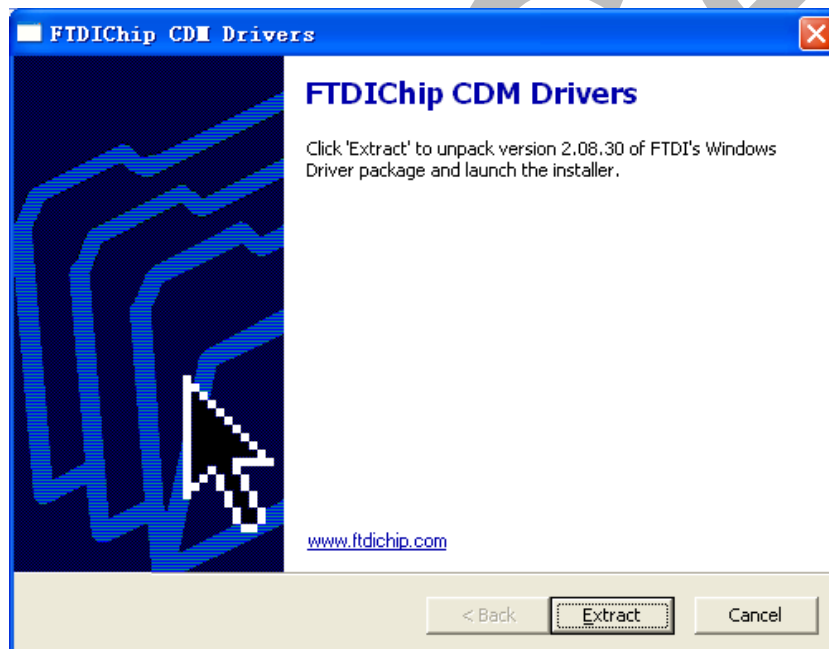 FTDIChip CDM Drivers
FTDIChip CDM Drivers
Click 'Extract' to unpack version 2.08.30 of FTDI's Windows
Driver package and launch the installer.
www.ftdichip.com
< Back Extract Cancel